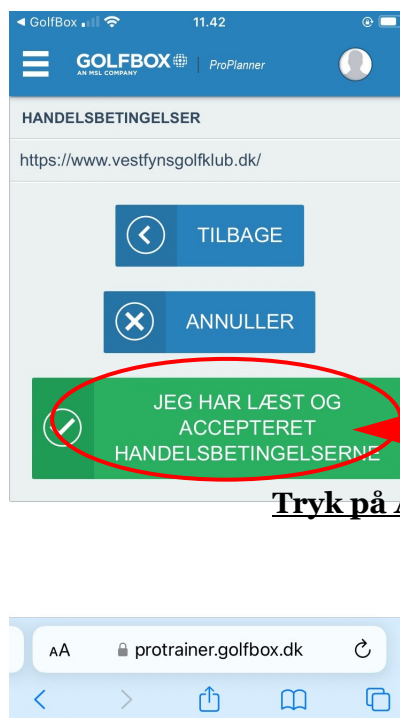 GolfBox
11.42
GOLFBOX ProPlanner
AN MSL COMPANY
HANDELSBETINGELSER
https://www.vestfynsgolfklub.dk/
TILBAGE
ANNULLER
JEG HAR LÆST OG
ACCEPTERET
HANDELSBETINGELSERNE
Tryk på
AA protrainer.golfbox.dk